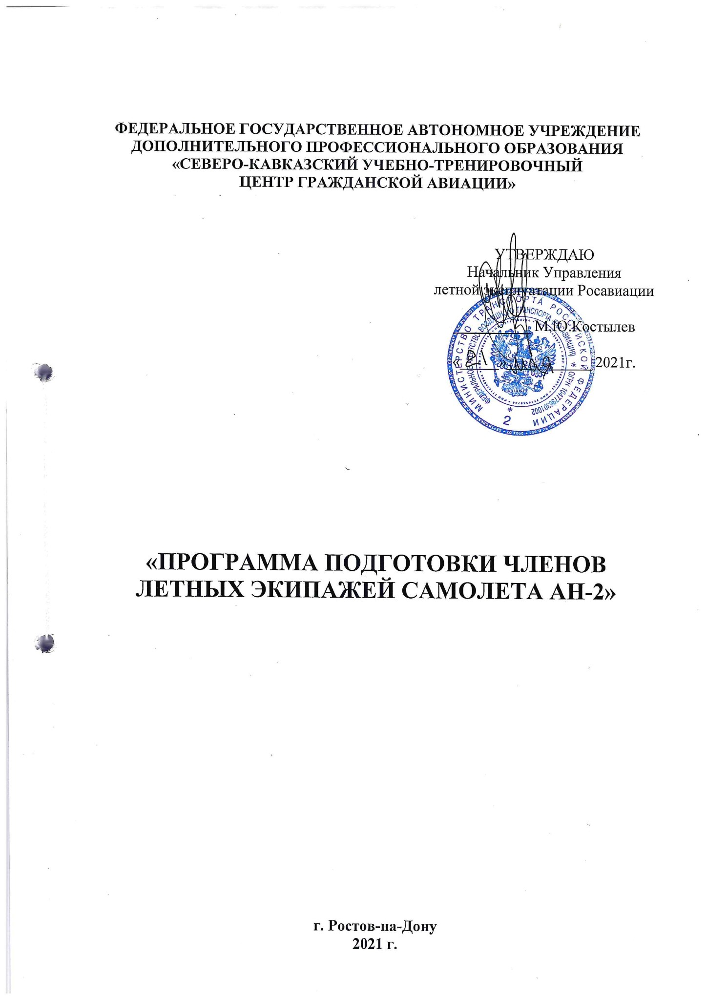 ФЕДЕРАЛЬНОЕ ГОСУДАРСТВЕННОЕ АВТОНОМНОЕ УЧРЕЖДЕНИЕ
ДОПОЛНИТЕЛЬНОГО ПРОФЕССИОНАЛЬНОГО ОБРАЗОВАНИЯ
«СЕВЕРО-КАВКАЗСКИЙ УЧЕБНО-ТРЕНИРОВОЧНЫЙ
ЦЕНТР ГРАЖДАНСКОЙ АВИАЦИИ»
УТВЕРЖДАЮ
Начальник Управления
летной эксплуатации Росавиации
М.Ю.Костылев
«21» мая 2021г.
МИНИСТЕРСТВО ТРАНСПОРТА РОССИЙСКОЙ ФЕДЕРАЦИИ
ФЕДЕРАЛЬНОЕ АГЕНТСТВО ВОЗДУШНОГО ТРАНСПОРТА (РОСАВИАЦИЯ) * ОГРН 1047796301002
* 2
«ПРОГРАММА ПОДГОТОВКИ ЧЛЕНОВ
ЛЕТНЫХ ЭКИПАЖЕЙ САМОЛЕТА АН-2»
г. Ростов-на-Дону
2021 г.